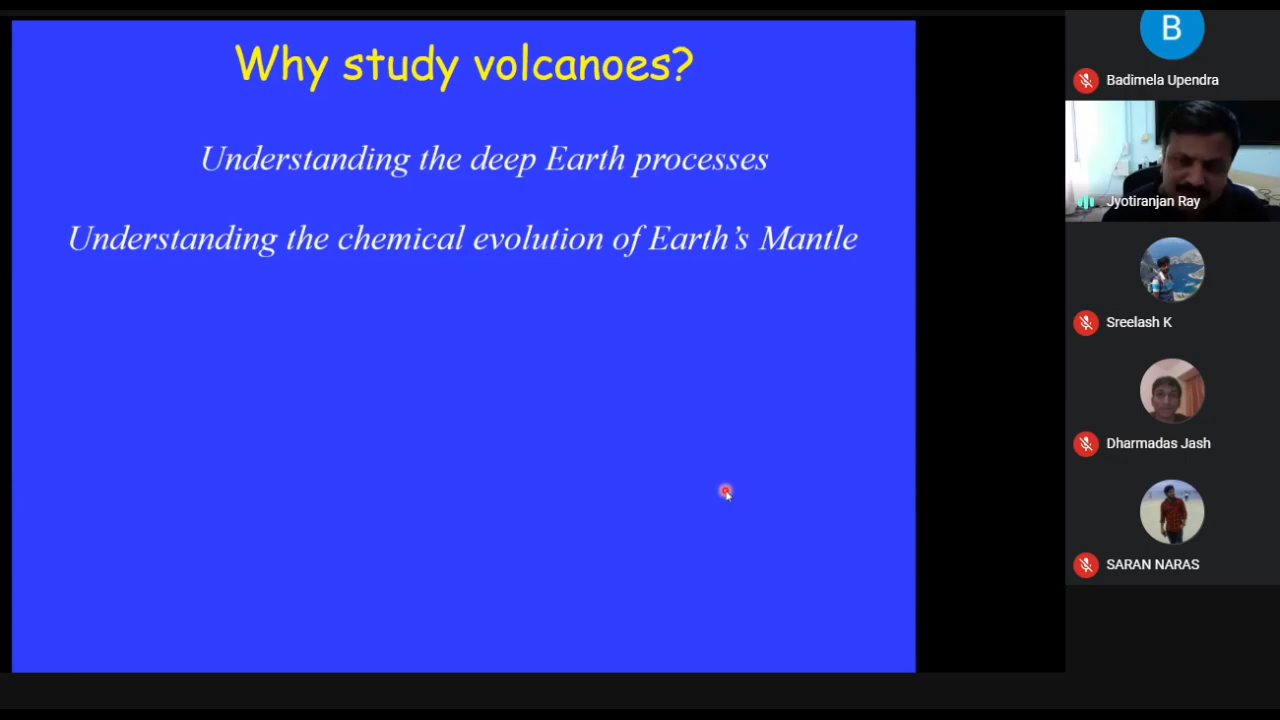 Why study volcanoes?
Understanding the deep Earth processes
Understanding the chemical evolution of Earth’s Mantle
B
Badimela Upendra
Jyotiranjan Ray
Sreelash K
Dharmadas Jash
SARAN NARAS